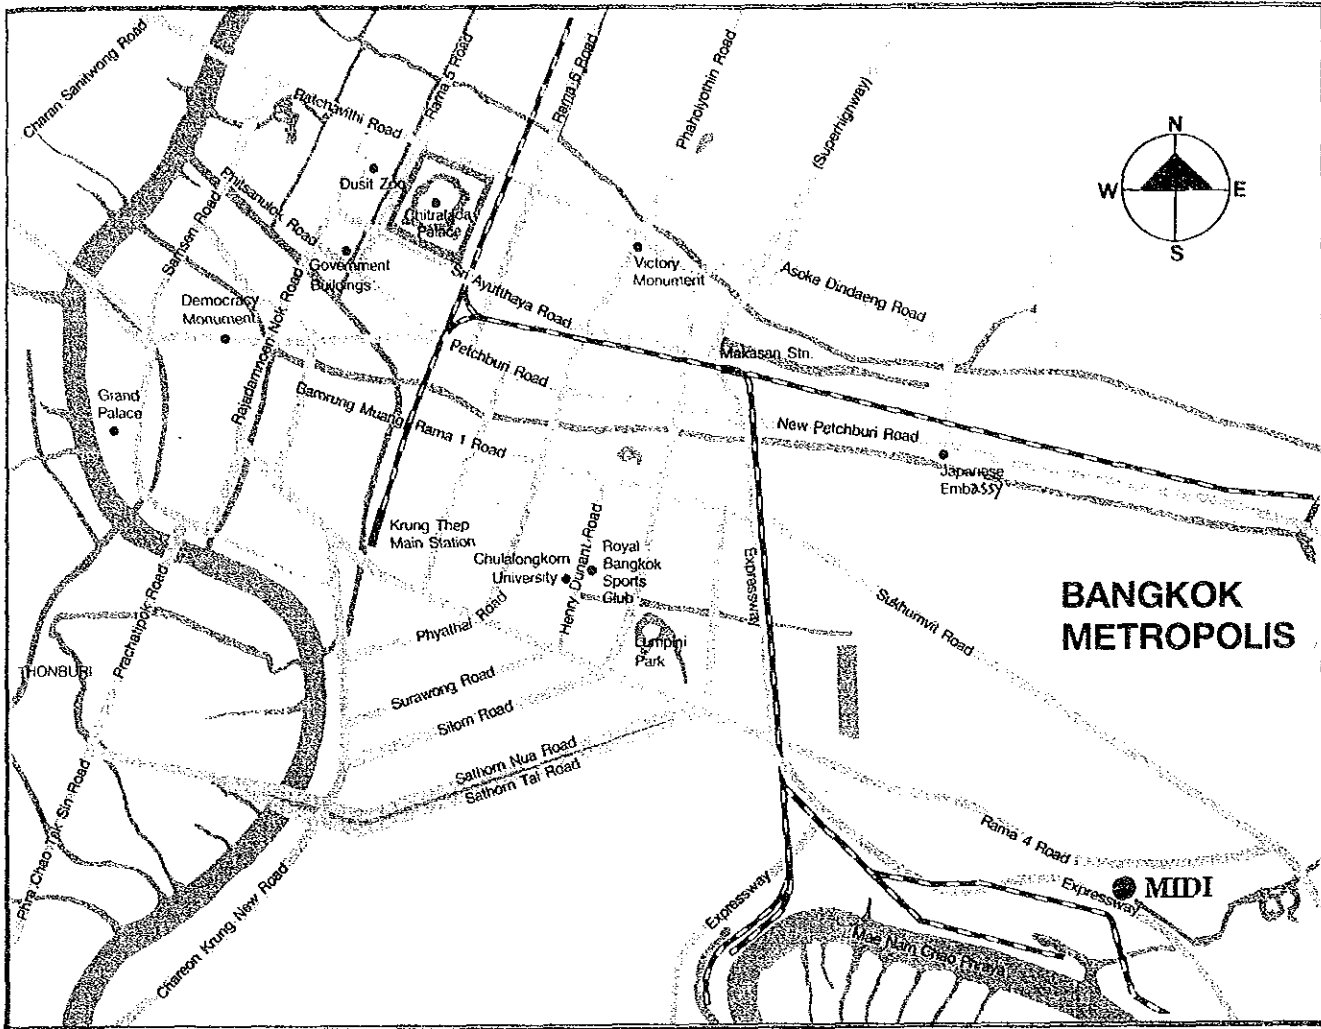 Charan Sanitwong Road
Ratchavithi Road
Rama 5 Road
Rama 6 Road
Phaholyothin Road
(Superhighway)
N
W
E
S
Dusit Zoo
Chitralada
Palace
Phitsanulok Road
Samsen Road
Government
Buildings
Victory
Monument
Asoke Dindaeng Road
Sri Ayutthaya Road
Democracy
Monument
Rajadamnoen Nok Road
Makasan Stn.
Petchburi Road
Grand
Palace
Bamrung Muang
Rama 1 Road
New Petchburi Road
Japanese
Embassy
Krung Thep
Main Station
Chulalongkorn
University
Henry Dunant Road
Royal
Bangkok
Sports
Club
Expressway
BANGKOK
METROPOLIS
Sukhumvit Road
Prachatipok Road
Phyathai Road
Lumpini
Park
THONBURI
Surawong Road
Silom Road
Sathorn Nua Road
Sathorn Tai Road
Phra Chao Tak Sin Road
Rama 4 Road
Expressway
MIDI
Expressway
Chareon Krung New Road
Mae Nam Chao Phraya